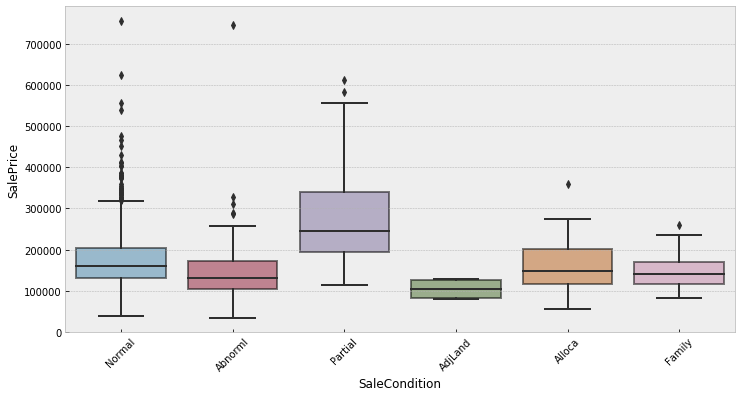 700000
600000
500000
400000
300000
200000
100000
0
SalePrice
Normal
Abnorml
Partial
AdjLand
Alloca
Family
SaleCondition